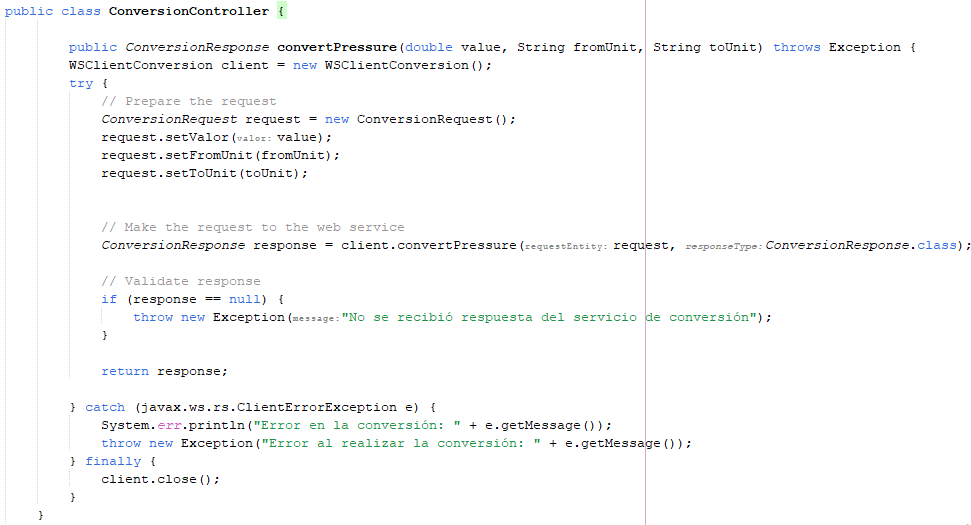 public class ConversionController {
public ConversionResponse convertPressure(double value, String fromUnit, String toUnit) throws Exception {
WSClientConversion client = new WSClientConversion();
try {
// Prepare the request
ConversionRequest request = new ConversionRequest();
request.setValor(valor: value);
request.setFromUnit(fromUnit);
request.setToUnit(toUnit);
// Make the request to the web service
ConversionResponse response = client.convertPressure(requestEntity: request, responseType: ConversionResponse.class);
// Validate response
if (response == null) {
throw new Exception(message: "No se recibió respuesta del servicio de conversión");
}
return response;
} catch (javax.ws.rs.ClientErrorException e) {
System.err.println("Error en la conversión: " + e.getMessage());
throw new Exception("Error al realizar la conversión: " + e.getMessage());
} finally {
client.close();
}
}